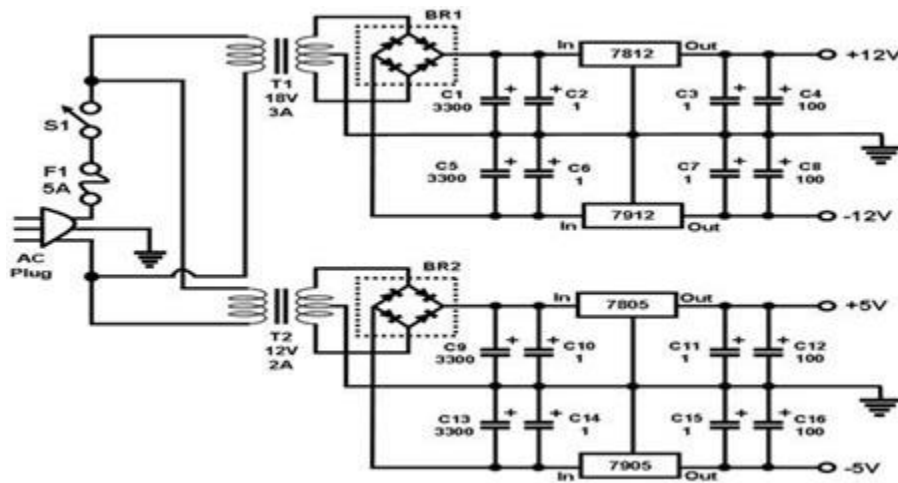 BR1
In 7812 Out +12V
T1
18V
3A
C1
3300
C2
1
C3
1
C4
100
S1
F1
5A
C5
3300
C6
1
C7
1
C8
100
In 7912 Out -12V
AC
Plug
BR2
In 7805 Out +5V
T2
12V
2A
C9
3300
C10
1
C11
1
C12
100
C13
3300
C14
1
C15
1
C16
100
In 7905 Out -5V